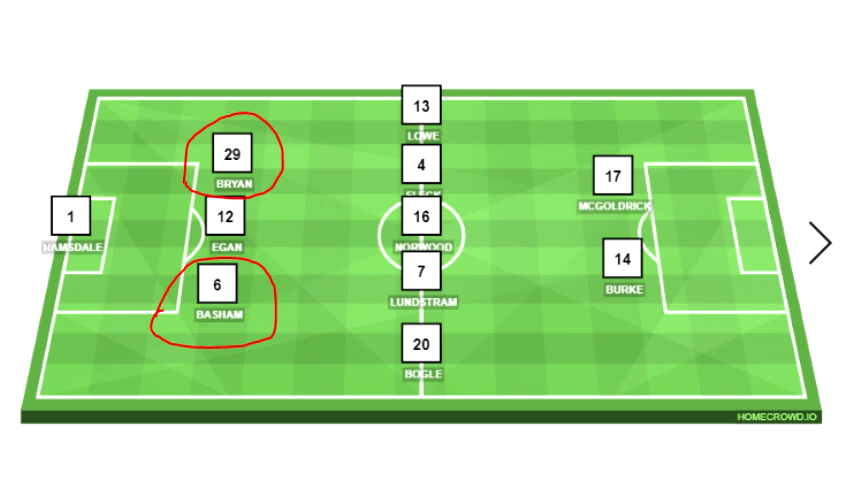 13
LOWE
29
BRYAN
4
FLECK
17
MCGOLDRICK
1
RAMSDALE
12
EGAN
16
NORWOOD
6
BASHAM
7
LUNDSTRAM
14
BURKE
20
BOGLE
HOMECROWD.IO